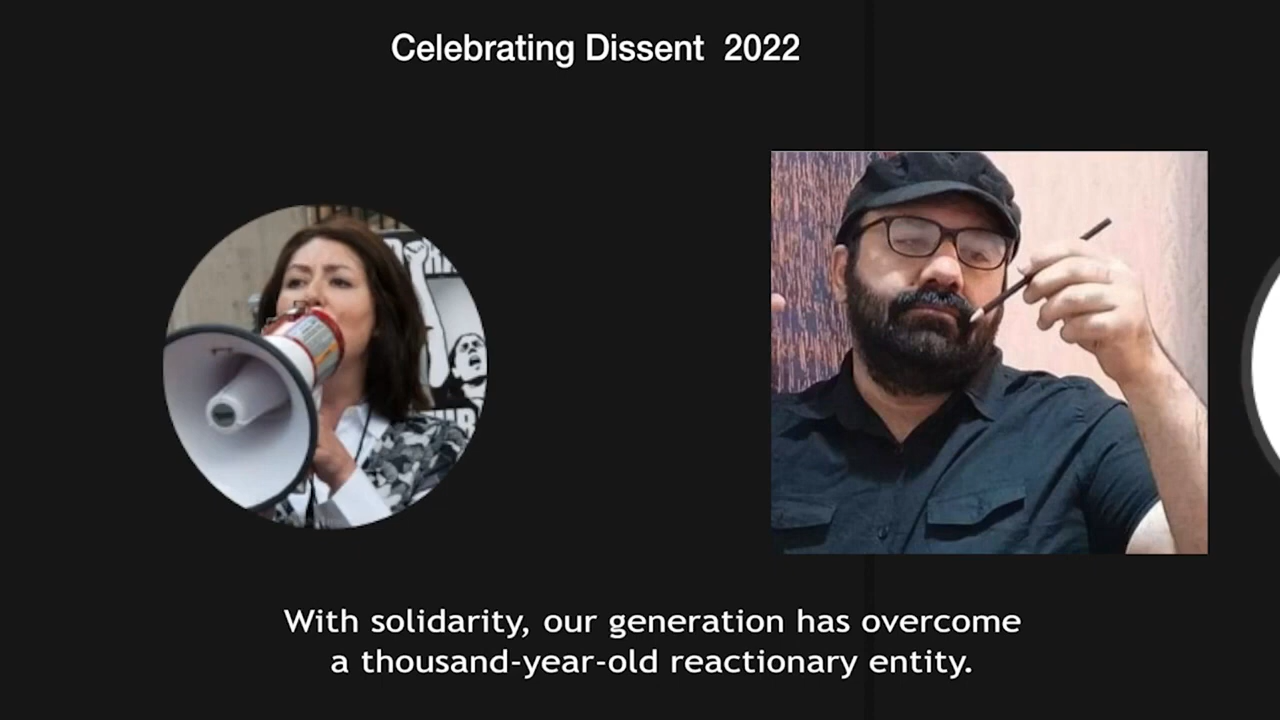 Celebrating Dissent 2022
With solidarity, our generation has overcome
a thousand-year-old reactionary entity.